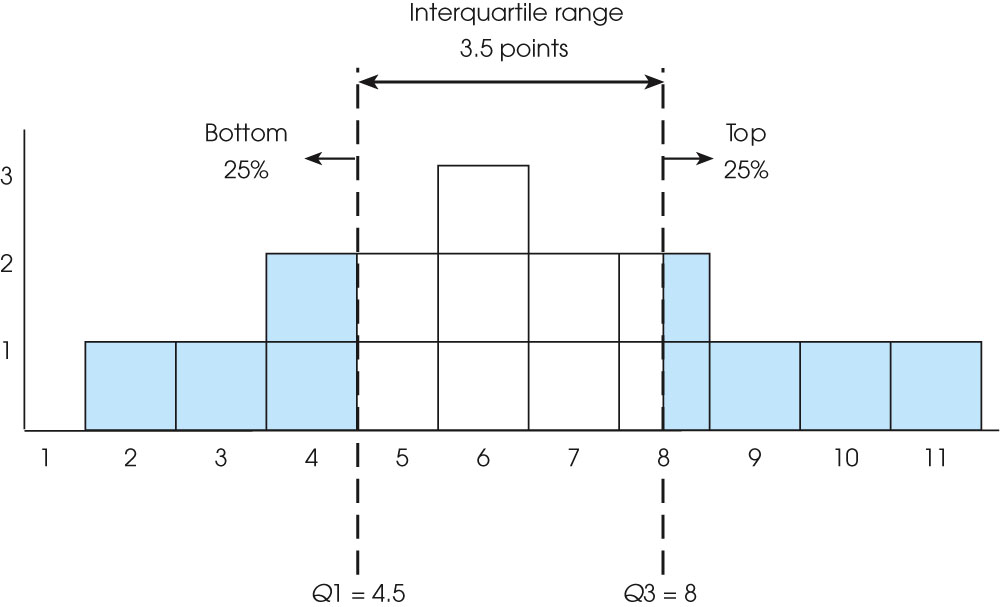 Interquartile range
3.5 points
Bottom
25%
Top
25%
3
2
1
1 2 3 4 5 6 7 8 9 10 11
Q1 = 4.5
Q3 = 8